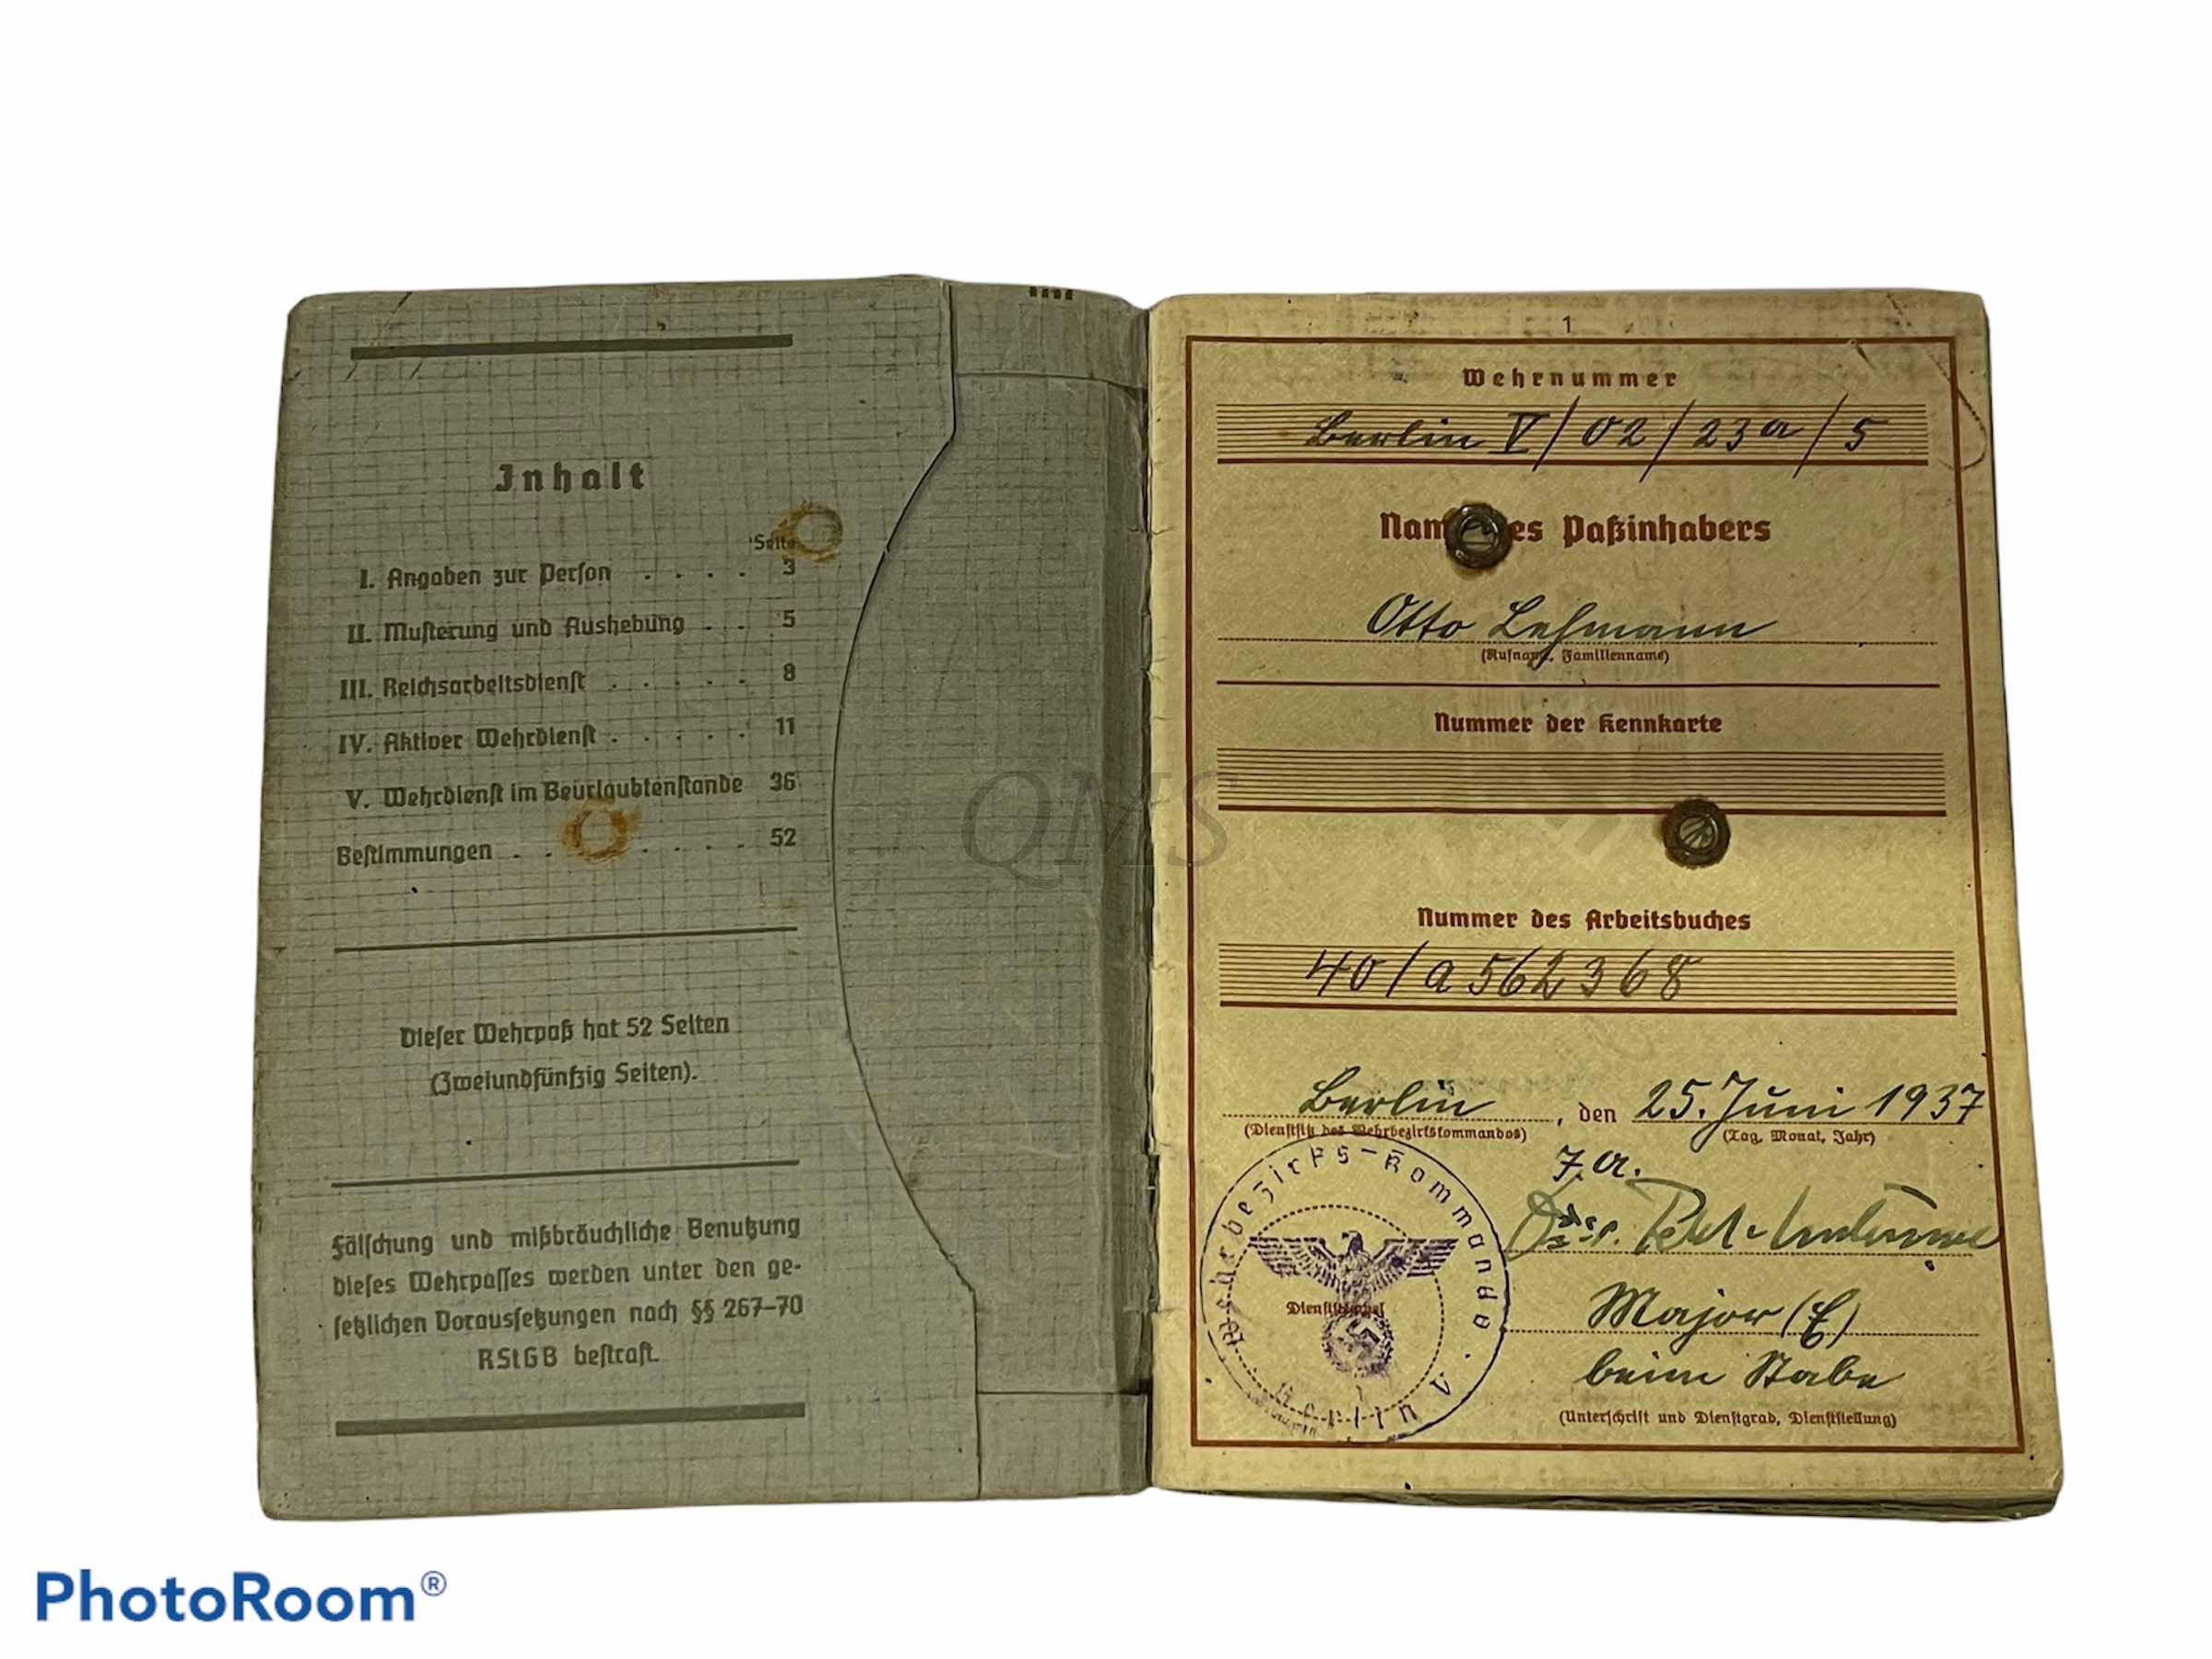 Inhalt
Seite
I. Angaben zur Person . . . . 3
II. Musterung und Aushebung . . 5
III. Reichsarbeitsdienst . . . . . 8
IV. Aktiver Wehrdienst . . . . . 11
V. Wehrdienst im Beurlaubtenstande 36
Bestimmungen . . . . . . 52
Dieser Wehrpaß hat 52 Seiten
(Zweiundfünfzig Seiten).
Fälschung und mißbräuchliche Benutzung
dieses Wehrpasses werden unter den ge-
setzlichen Voraussetzungen nach §§ 267–70
RStGB bestraft.
QMS
1
Wehrnummer
Berlin V/02/23a/5
Name des Paßinhabers
Otto Lehmann
(Rufname, Familienname)
Nummer der Kennkarte
Nummer des Arbeitsbuches
40/a 562368
Berlin, den 25. Juni 1937
(Dienstsitz des Wehrbezirkskommandos) (Tag, Monat, Jahr)
Major (E)
beim Stabe
(Unterschrift und Dienstgrad, Dienststellung)
Wehrbezirks-Kommando . Berlin V
Dienststempel
PhotoRoom®